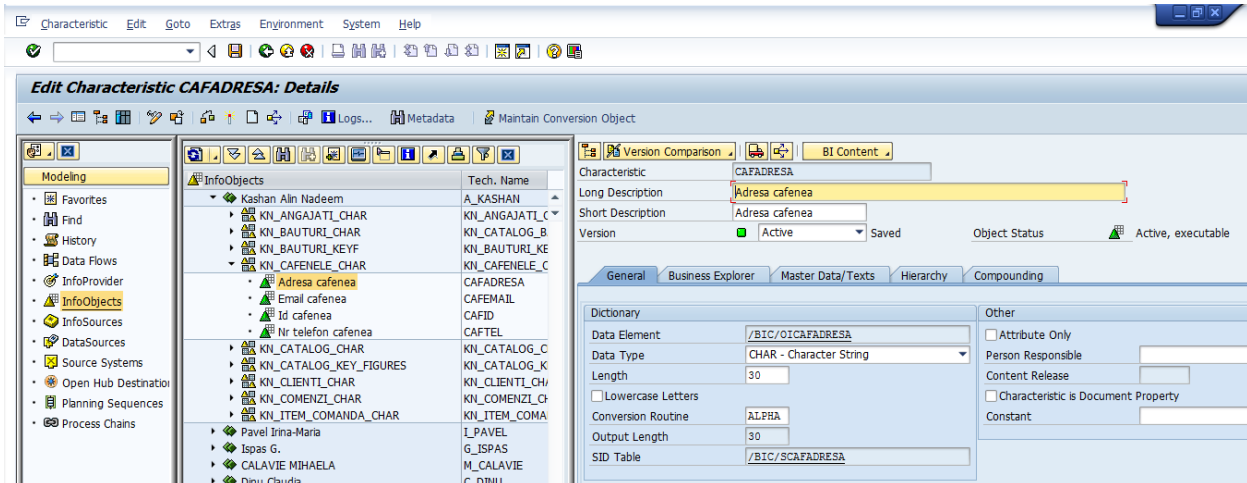 Characteristic Edit Goto Extras Environment System Help
Edit Characteristic CAFADRESA: Details
Logs... Metadata Maintain Conversion Object
Modeling
Favorites
Find
History
Data Flows
InfoProvider
InfoObjects
InfoSources
DataSources
Source Systems
Open Hub Destination
Planning Sequences
Process Chains
InfoObjects Tech. Name
Kashan Alin Nadeem A_KASHAN
KN_ANGAJATI_CHAR KN_ANGAJATI_C
KN_BAUTURI_CHAR KN_CATALOG_B
KN_BAUTURI_KEYF KN_BAUTURI_KE
KN_CAFENELE_CHAR KN_CAFENELE_C
Adresa cafenea CAFADRESA
Email cafenea CAFEMAIL
Id cafenea CAFID
Nr telefon cafenea CAFTEL
KN_CATALOG_CHAR KN_CATALOG_C
KN_CATALOG_KEY_FIGURES KN_CATALOG_K
KN_CLIENTI_CHAR KN_CLIENTI_CHA
KN_COMENZI_CHAR KN_COMENZI_CH
KN_ITEM_COMANDA_CHAR KN_ITEM_COMA
Pavel Irina-Maria I_PAVEL
Ispas G. G_ISPAS
CALAVIE MIHAELA M_CALAVIE
Dinu Claudia C_DINU
Version Comparison BI Content
Characteristic CAFADRESA
Long Description Adresa cafenea
Short Description Adresa cafenea
Version Active Saved Object Status Active, executable
General Business Explorer Master Data/Texts Hierarchy Compounding
Dictionary
Data Element /BIC/OICAFADRESA
Data Type CHAR - Character String
Length 30
Lowercase Letters
Conversion Routine ALPHA
Output Length 30
SID Table /BIC/SCAFADRESA
Other
Attribute Only
Person Responsible
Content Release
Characteristic is Document Property
Constant